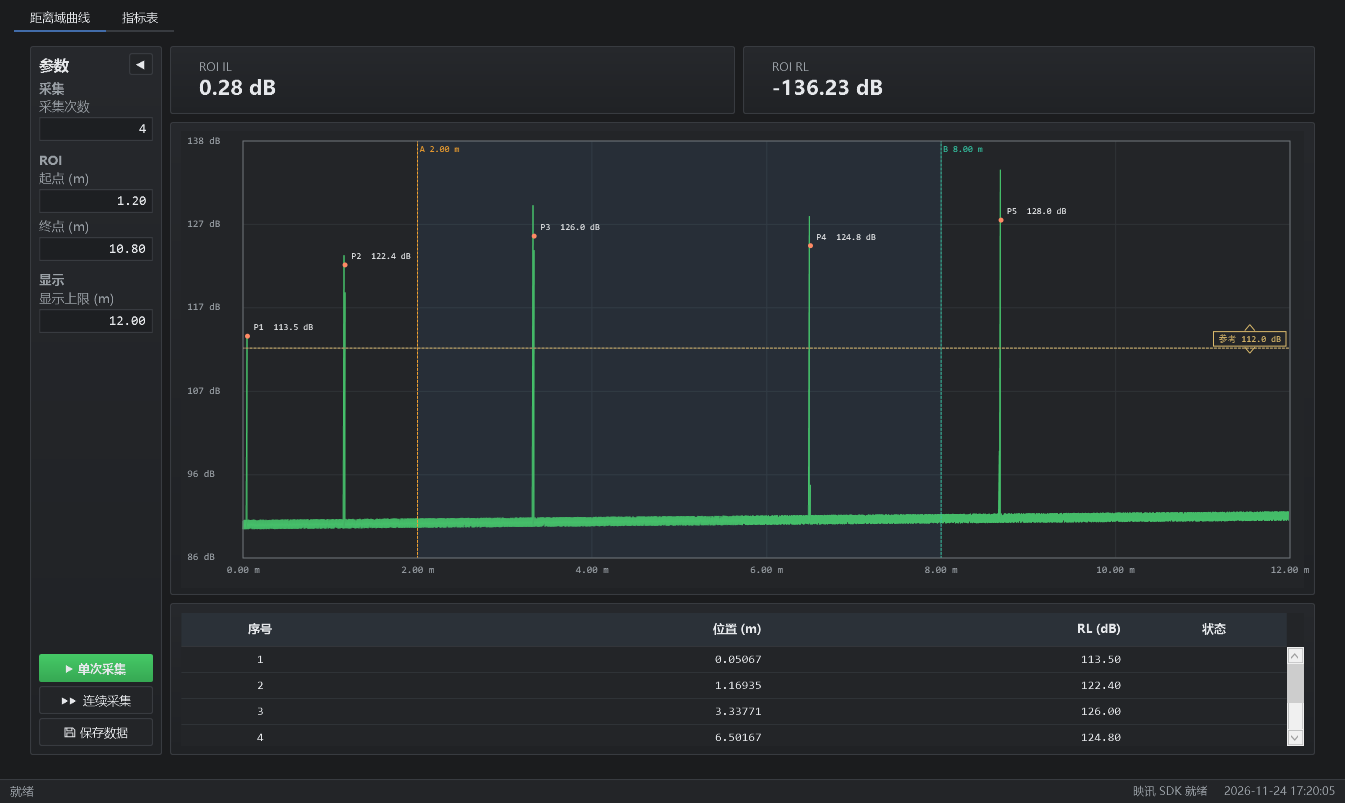 距离域曲线 指标表
参数 ◀
采集
采集次数
4
ROI
起点 (m)
1.20
终点 (m)
10.80
显示
显示上限 (m)
12.00
▶ 单次采集
▶▶ 连续采集
保存数据
ROI IL
0.28 dB
ROI RL
-136.23 dB
138 dB
127 dB
117 dB
107 dB
96 dB
86 dB
A 2.00 m
B 8.00 m
P5 128.0 dB
P3 126.0 dB
P4 124.8 dB
P2 122.4 dB
P1 113.5 dB
参考 112.0 dB
0.00 m 2.00 m 4.00 m 6.00 m 8.00 m 10.00 m 12.00 m
序号 位置 (m) RL (dB) 状态
1 0.05067 113.50
2 1.16935 122.40
3 3.33771 126.00
4 6.50167 124.80
就绪 映讯 SDK 就绪 2026-11-24 17:20:05